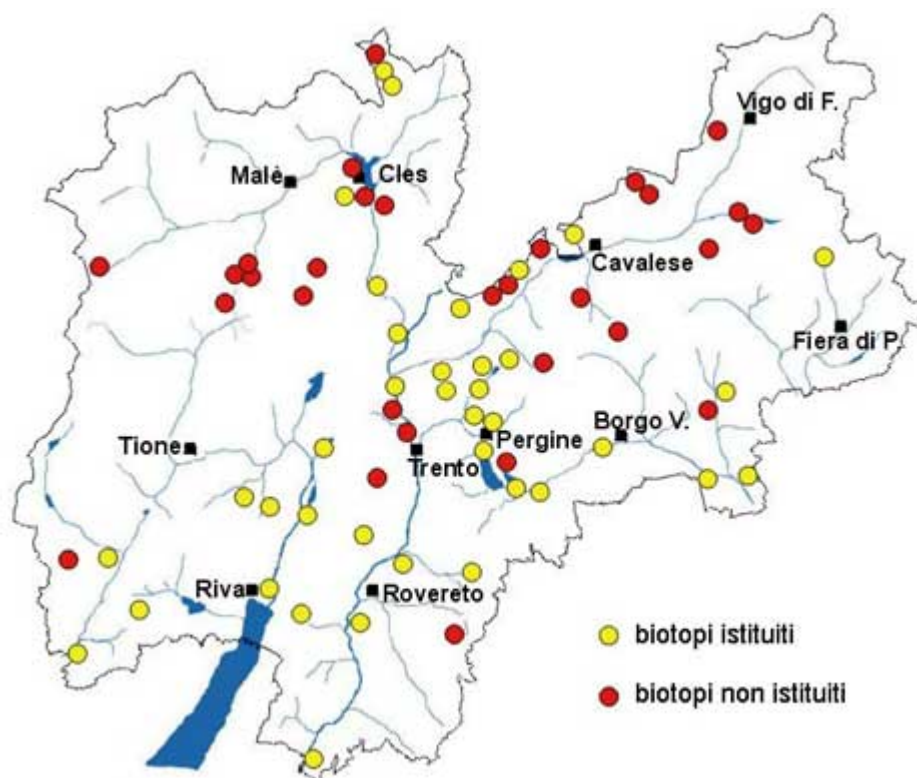 Vigo di F.
Malè
Cles
Cavalese
Fiera di P.
Tione
Trento
Pergine
Borgo V.
Riva
Rovereto
biotopi istituiti
biotopi non istituiti